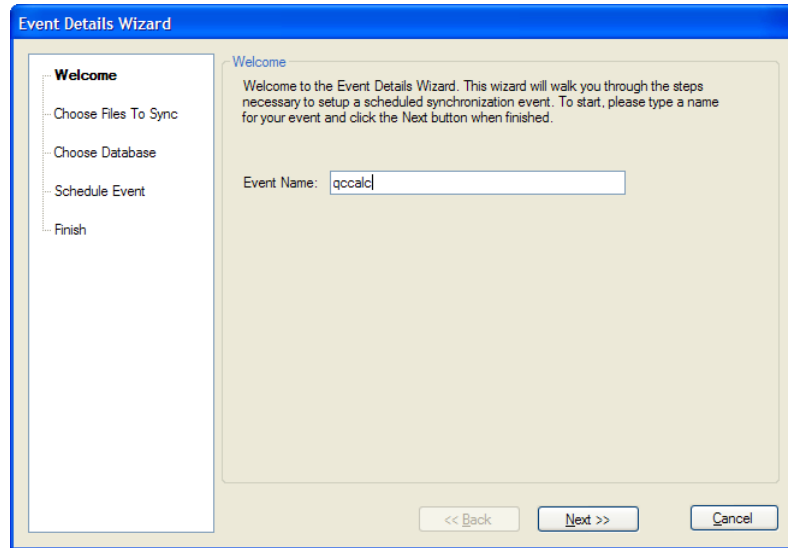 Event Details Wizard
Welcome
Choose Files To Sync
Choose Database
Schedule Event
Finish
Welcome
Welcome to the Event Details Wizard. This wizard will walk you through the steps
necessary to setup a scheduled synchronization event. To start, please type a name
for your event and click the Next button when finished.
Event Name: qccalc
<< Back Next >> Cancel